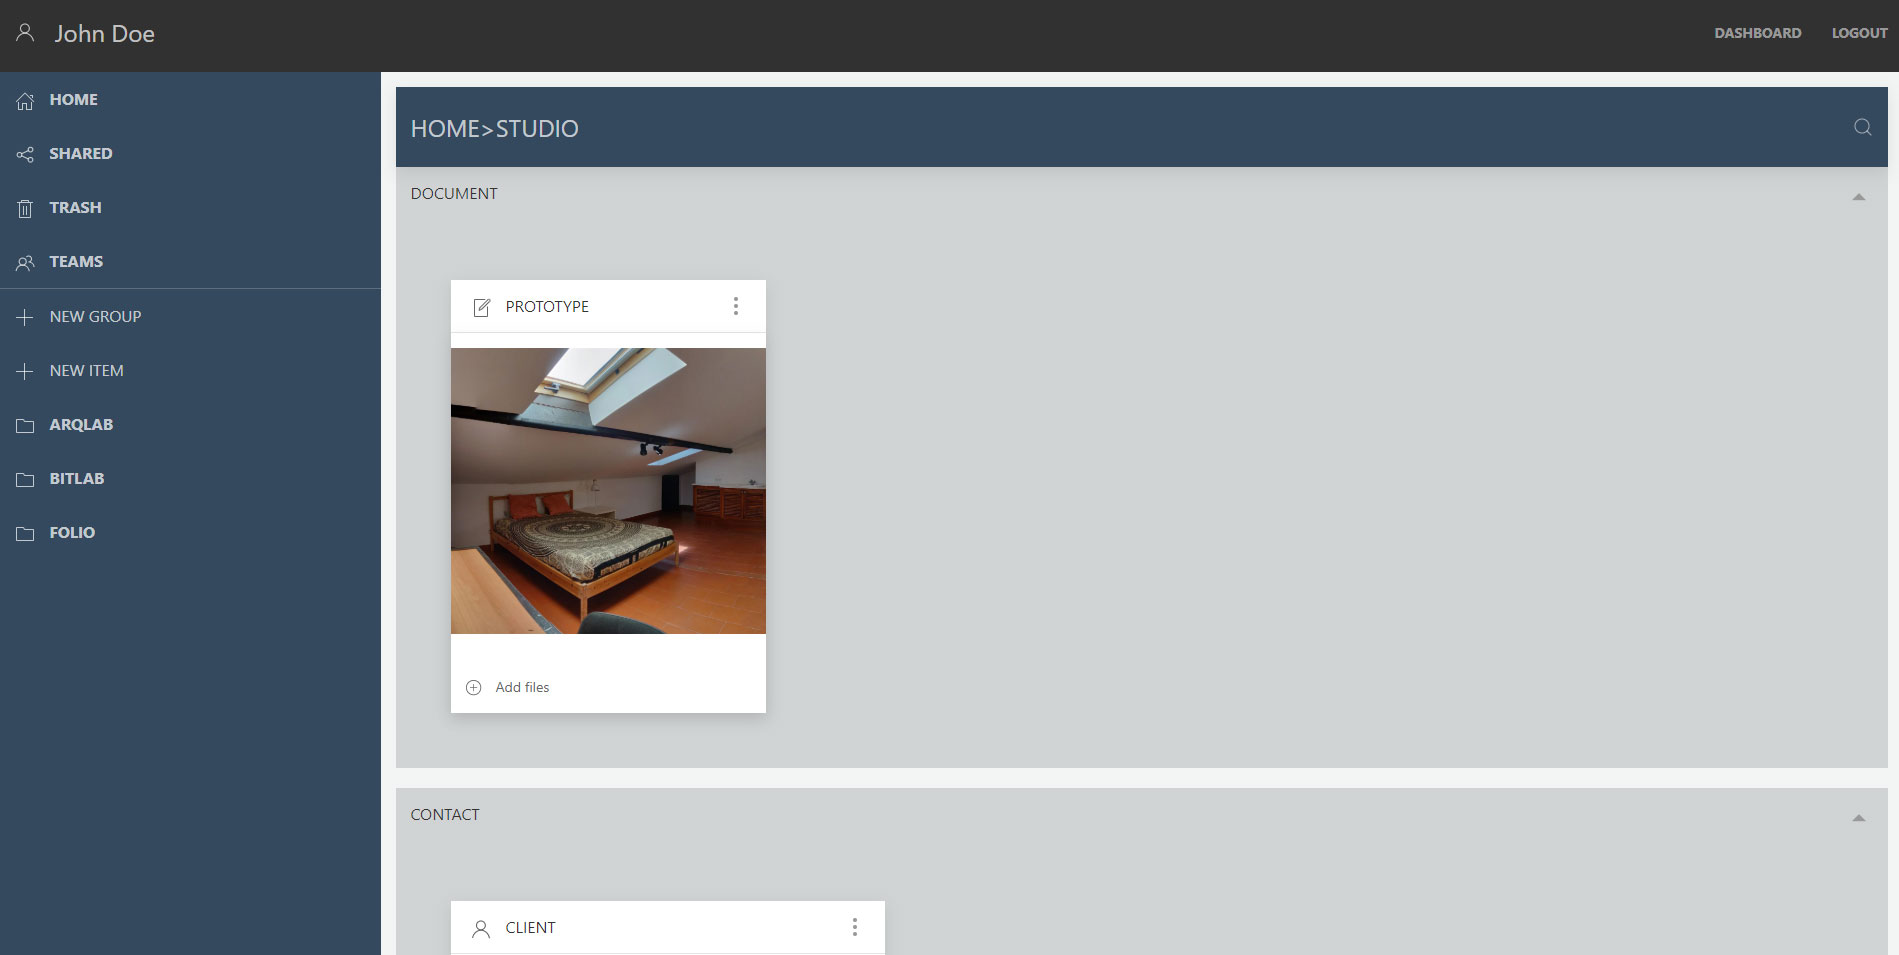 John Doe
DASHBOARD
LOGOUT
HOME
SHARED
TRASH
TEAMS
NEW GROUP
NEW ITEM
ARQLAB
BITLAB
FOLIO
HOME>STUDIO
DOCUMENT
PROTOTYPE
Add files
CONTACT
CLIENT